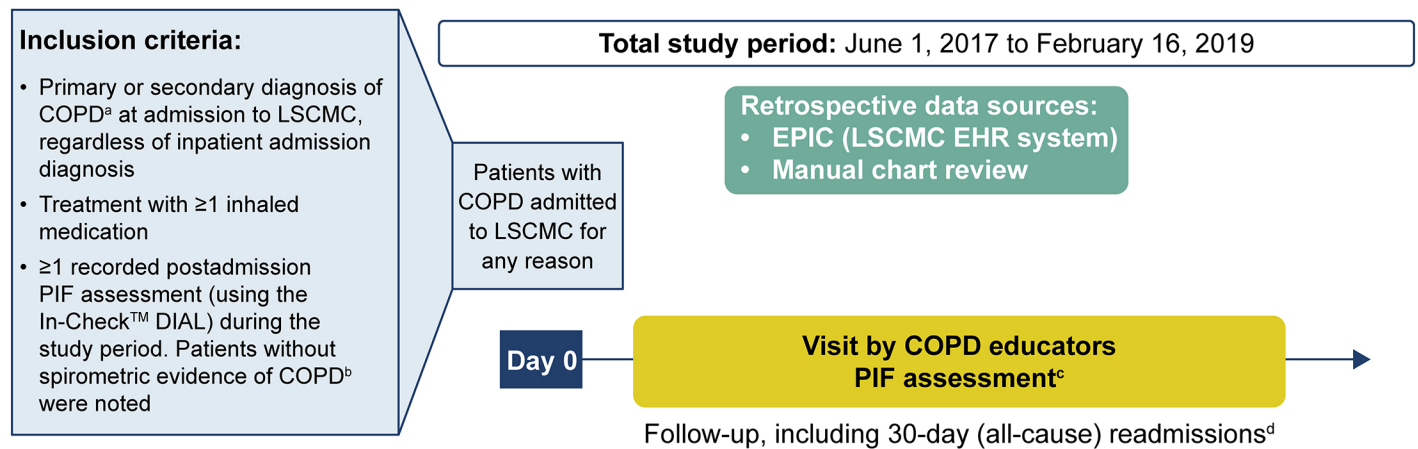 Inclusion criteria:
• Primary or secondary diagnosis of
COPDᵃ at admission to LSCMC,
regardless of inpatient admission
diagnosis
• Treatment with ≥1 inhaled
medication
• ≥1 recorded postadmission
PIF assessment (using the
In-Check™ DIAL) during the
study period. Patients without
spirometric evidence of COPDᵇ
were noted
Patients with
COPD admitted
to LSCMC for
any reason
Total study period: June 1, 2017 to February 16, 2019
Retrospective data sources:
• EPIC (LSCMC EHR system)
• Manual chart review
Day 0
Visit by COPD educators
PIF assessmentᶜ
Follow-up, including 30-day (all-cause) readmissionsᵈ